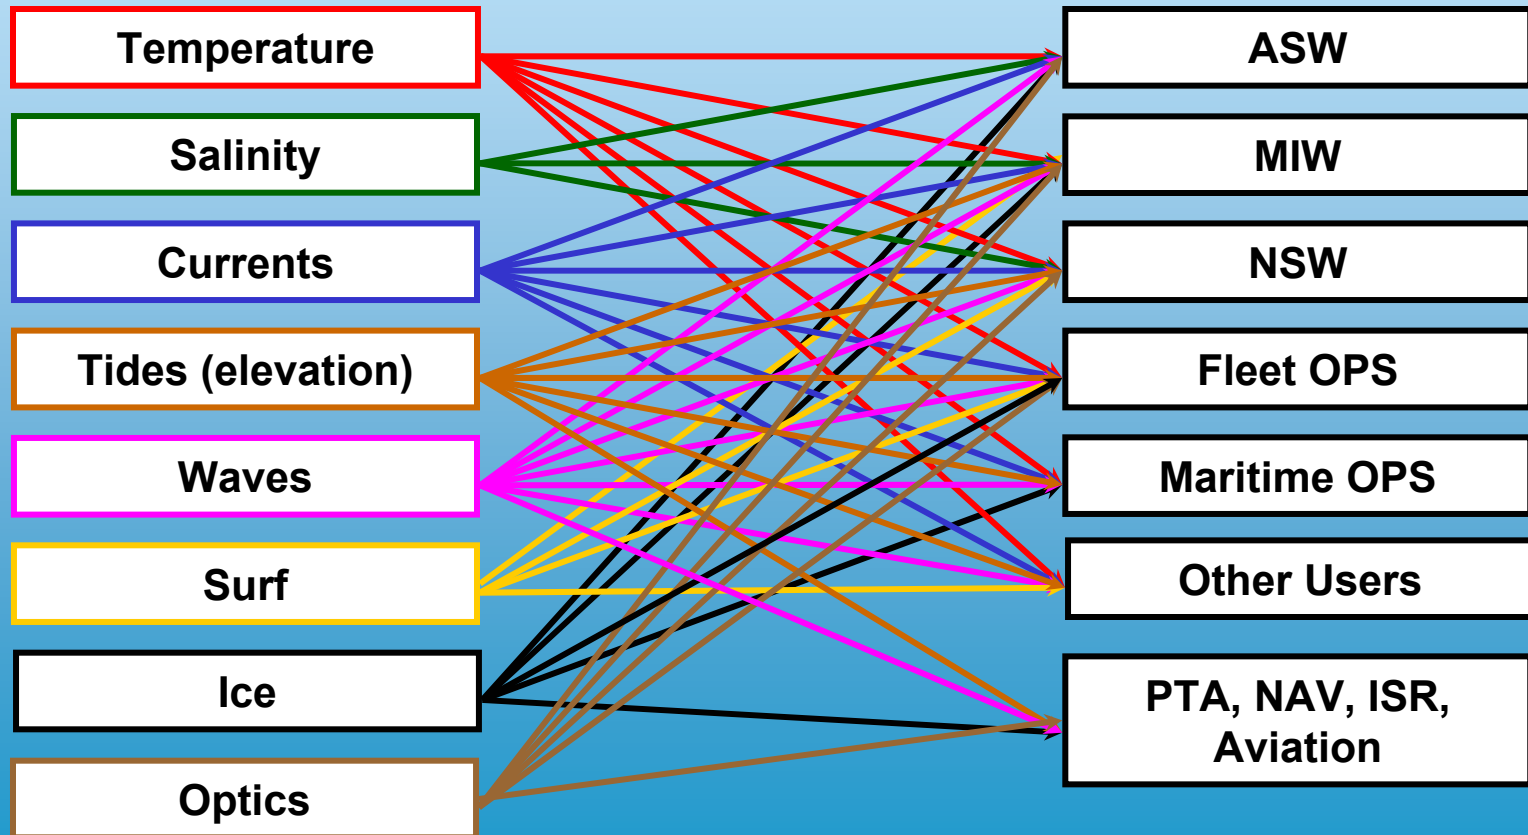 Temperature
Salinity
Currents
Tides (elevation)
Waves
Surf
Ice
Optics
ASW
MIW
NSW
Fleet OPS
Maritime OPS
Other Users
PTA, NAV, ISR,
Aviation